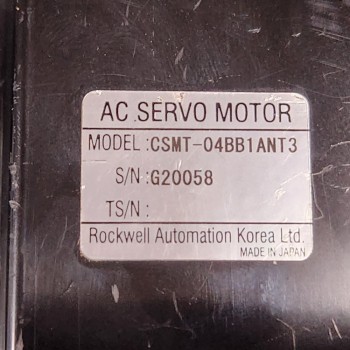 AC SERVO MOTOR
MODEL :CSMT-04BB1ANT3
S/N :G20058
TS/N :
Rockwell Automation Korea Ltd.
MADE IN JAPAN